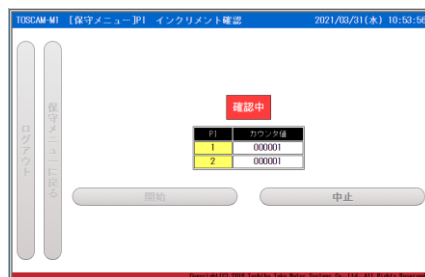 TOSCAM-M1 [保守メニュー]P1 インクリメント確認 2021/03/31(水) 10:53:56
ログアウト
保守メニューに戻る
確認中
P1 カウンタ値
1 000001
2 000001
開始 中止